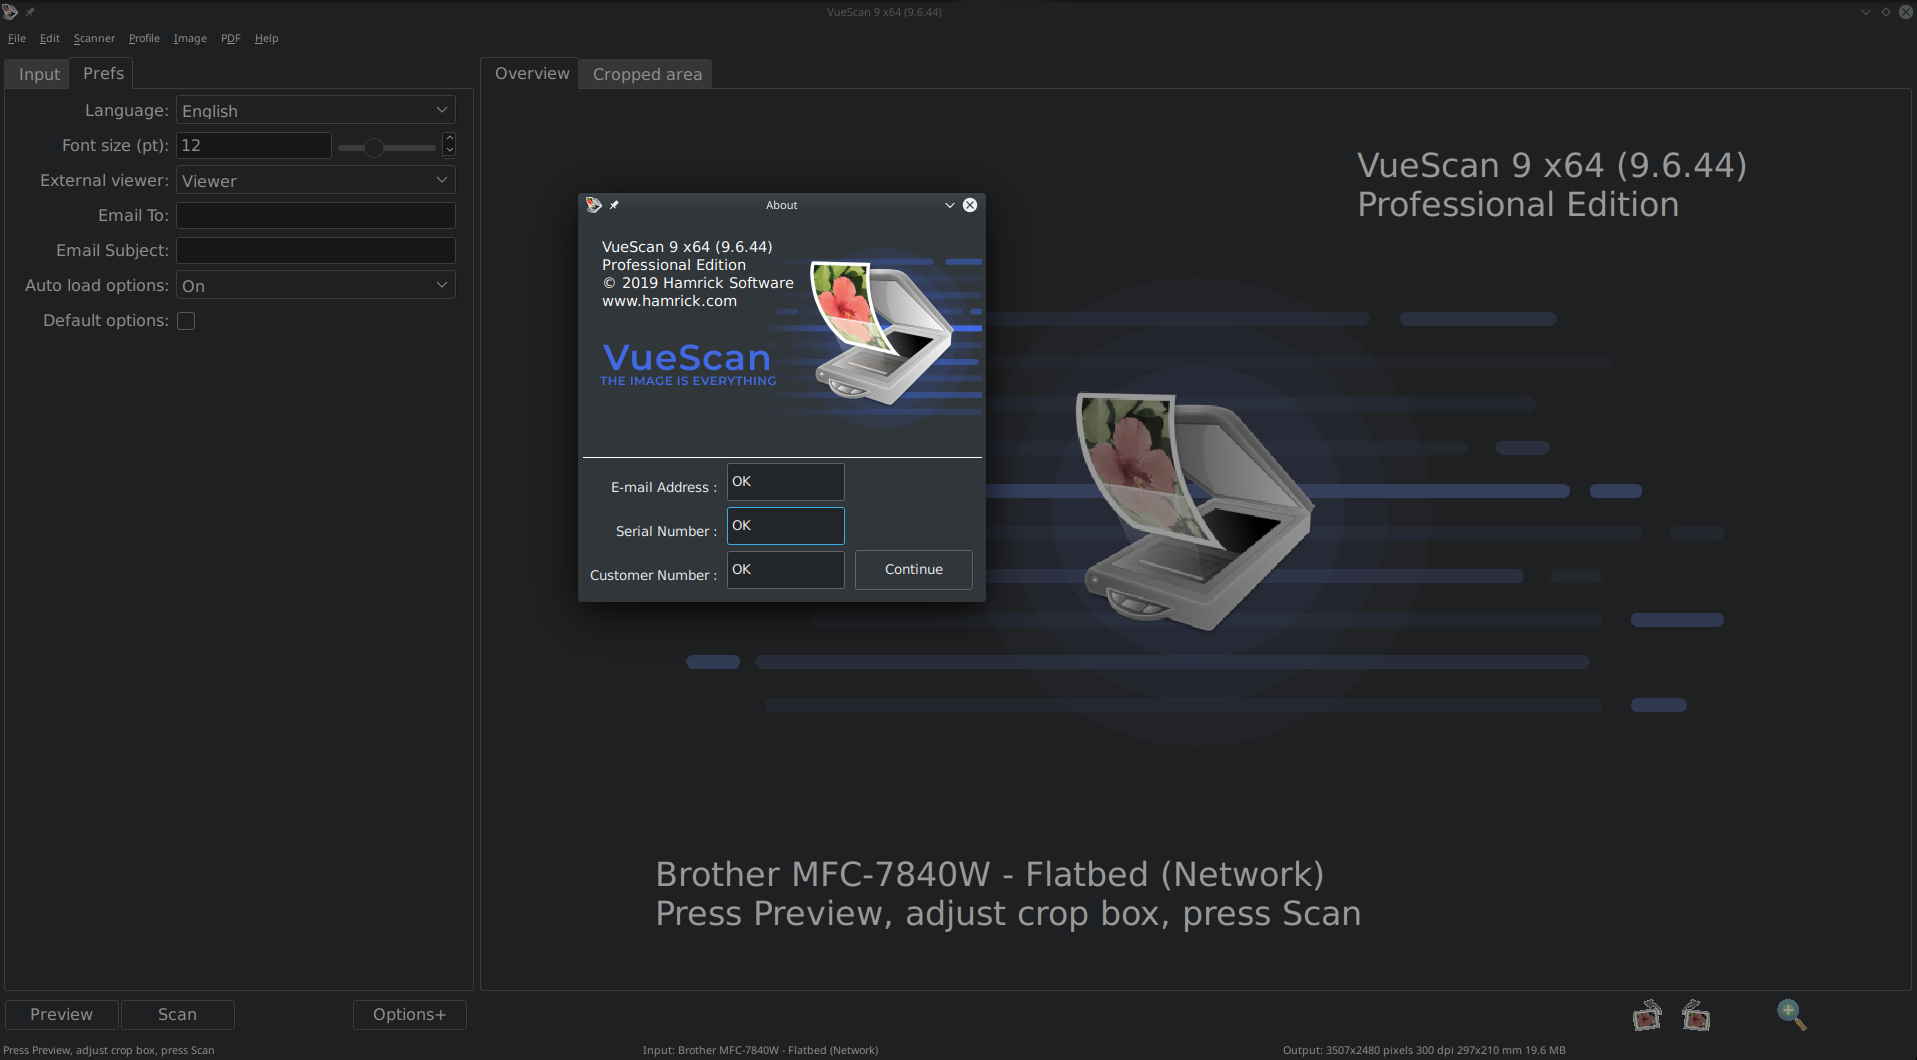 VueScan 9 x64 (9.6.44)
File Edit Scanner Profile Image PDF Help
Input Prefs
Language: English
Font size (pt): 12
External viewer: Viewer
Email To:
Email Subject:
Auto load options: On
Default options:
Overview Cropped area
VueScan 9 x64 (9.6.44)
Professional Edition
About
VueScan 9 x64 (9.6.44)
Professional Edition
© 2019 Hamrick Software
www.hamrick.com
VueScan
THE IMAGE IS EVERYTHING
E-mail Address : OK
Serial Number : OK
Customer Number : OK Continue
Brother MFC-7840W - Flatbed (Network)
Press Preview, adjust crop box, press Scan
Preview Scan Options+
Press Preview, adjust crop box, press Scan Input: Brother MFC-7840W - Flatbed (Network) Output: 3507x2480 pixels 300 dpi 297x210 mm 19.6 MB